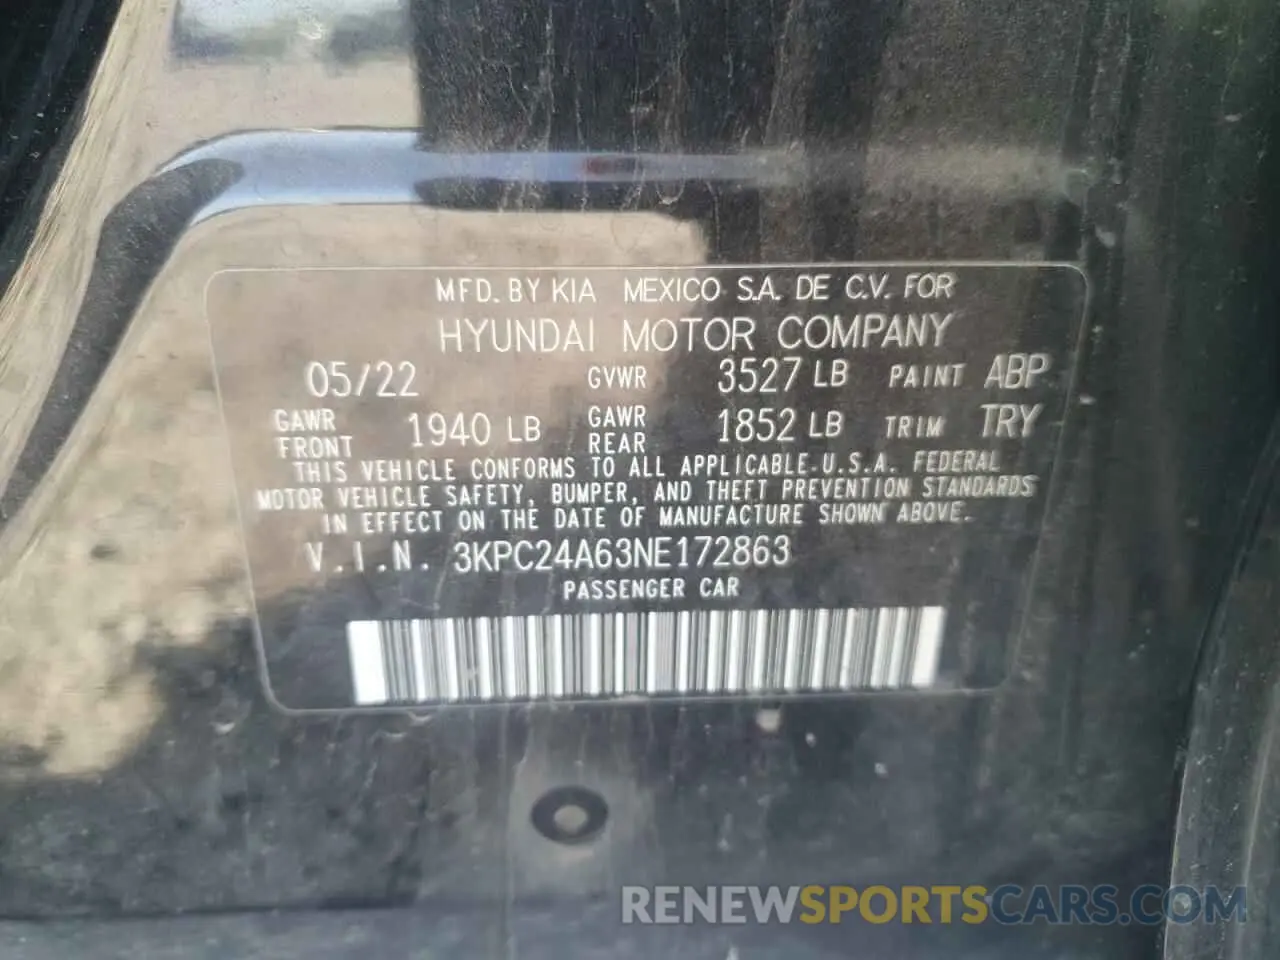 MFD. BY KIA MEXICO S.A. DE C.V. FOR
HYUNDAI MOTOR COMPANY
05/22 GVWR 3527 LB PAINT ABP
GAWR FRONT 1940 LB GAWR REAR 1852 LB TRIM TRY
THIS VEHICLE CONFORMS TO ALL APPLICABLE U.S.A. FEDERAL
MOTOR VEHICLE SAFETY, BUMPER, AND THEFT PREVENTION STANDARDS
IN EFFECT ON THE DATE OF MANUFACTURE SHOWN ABOVE.
V.I.N. 3KPC24A63NE172863
PASSENGER CAR
RENEWSPORTSCARS.COM